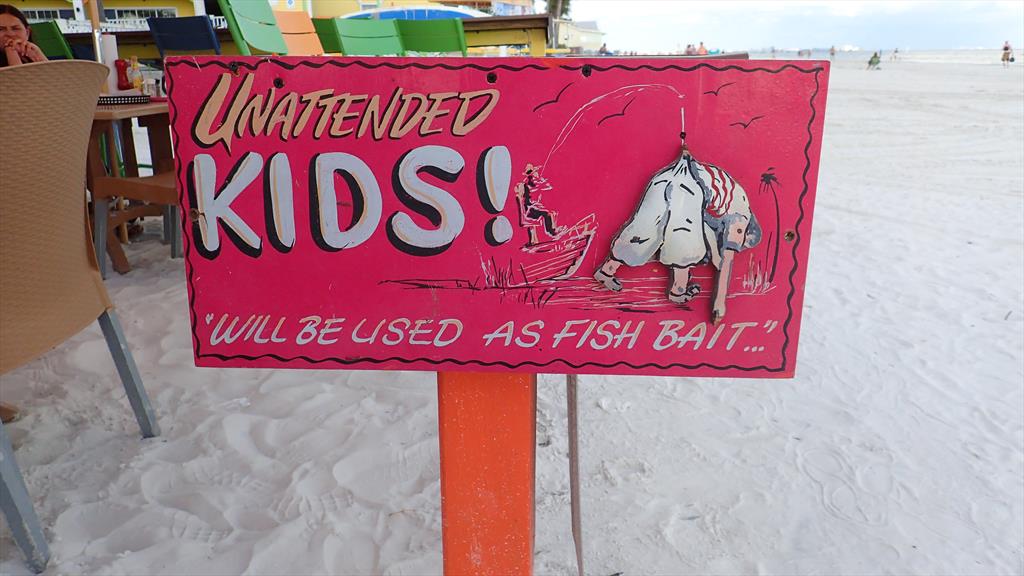 UNATTENDED
KIDS!
"WILL BE USED AS FISH BAIT..."